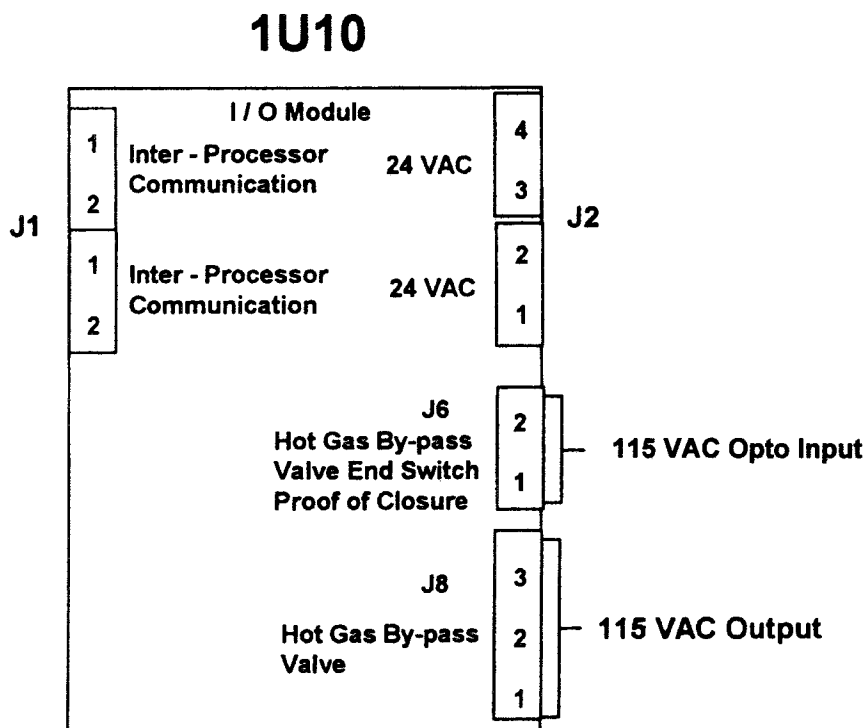 1U10
I / O Module
J1
1
2
1
2
Inter - Processor
Communication
Inter - Processor
Communication
24 VAC
24 VAC
4
3
2
1
J2
J6
Hot Gas By-pass
Valve End Switch
Proof of Closure
2
1
115 VAC Opto Input
J8
Hot Gas By-pass
Valve
3
2
1
115 VAC Output